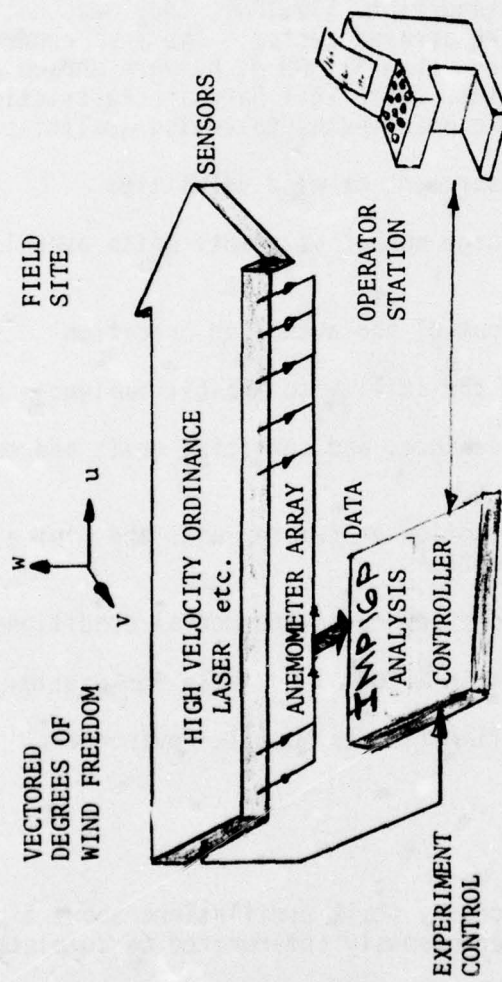 VECTORED
DEGREES OF
WIND FREEDOM
w
u
v
FIELD
SITE
SENSORS
HIGH VELOCITY ORDINANCE
LASER etc.
ANEMOMETER ARRAY
DATA
IMP16P
ANALYSIS
CONTROLLER
EXPERIMENT
CONTROL
OPERATOR
STATION